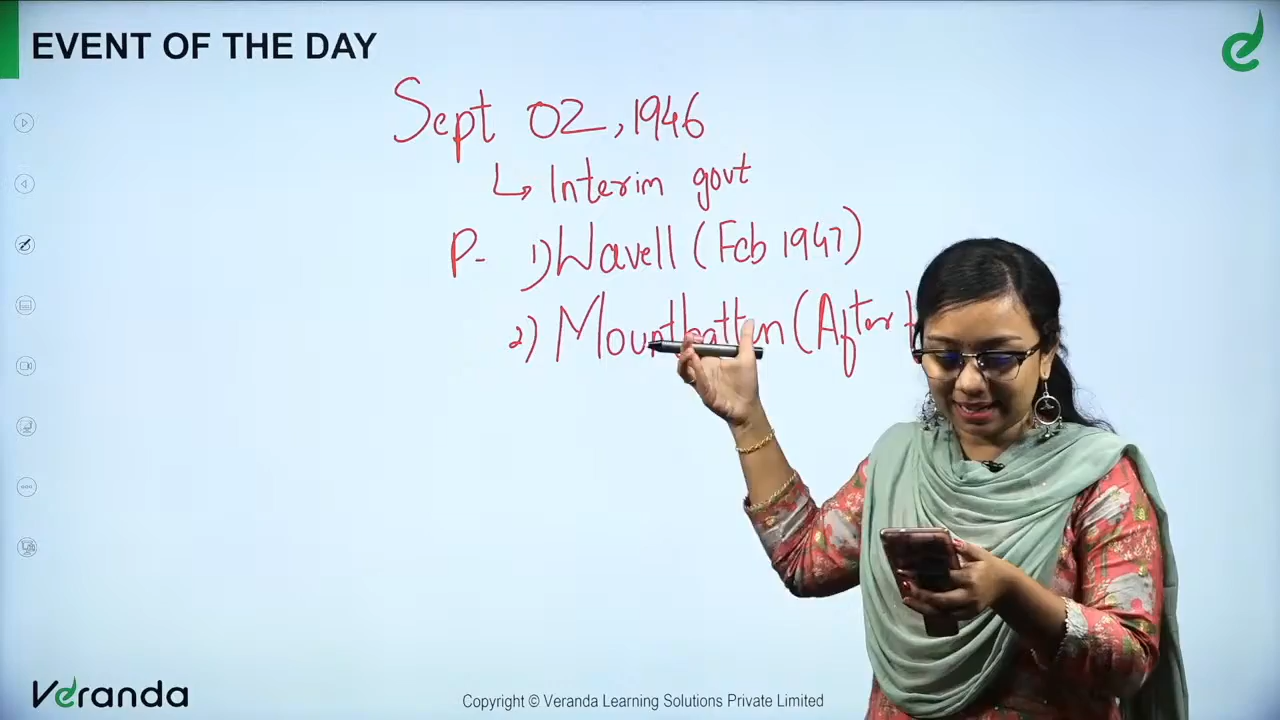 EVENT OF THE DAY
Sept 02, 1946
↳ Interim govt
P- 1) Wavell (Feb 1947)
2) Mountbatten (After
Veranda
Copyright © Veranda Learning Solutions Private Limited